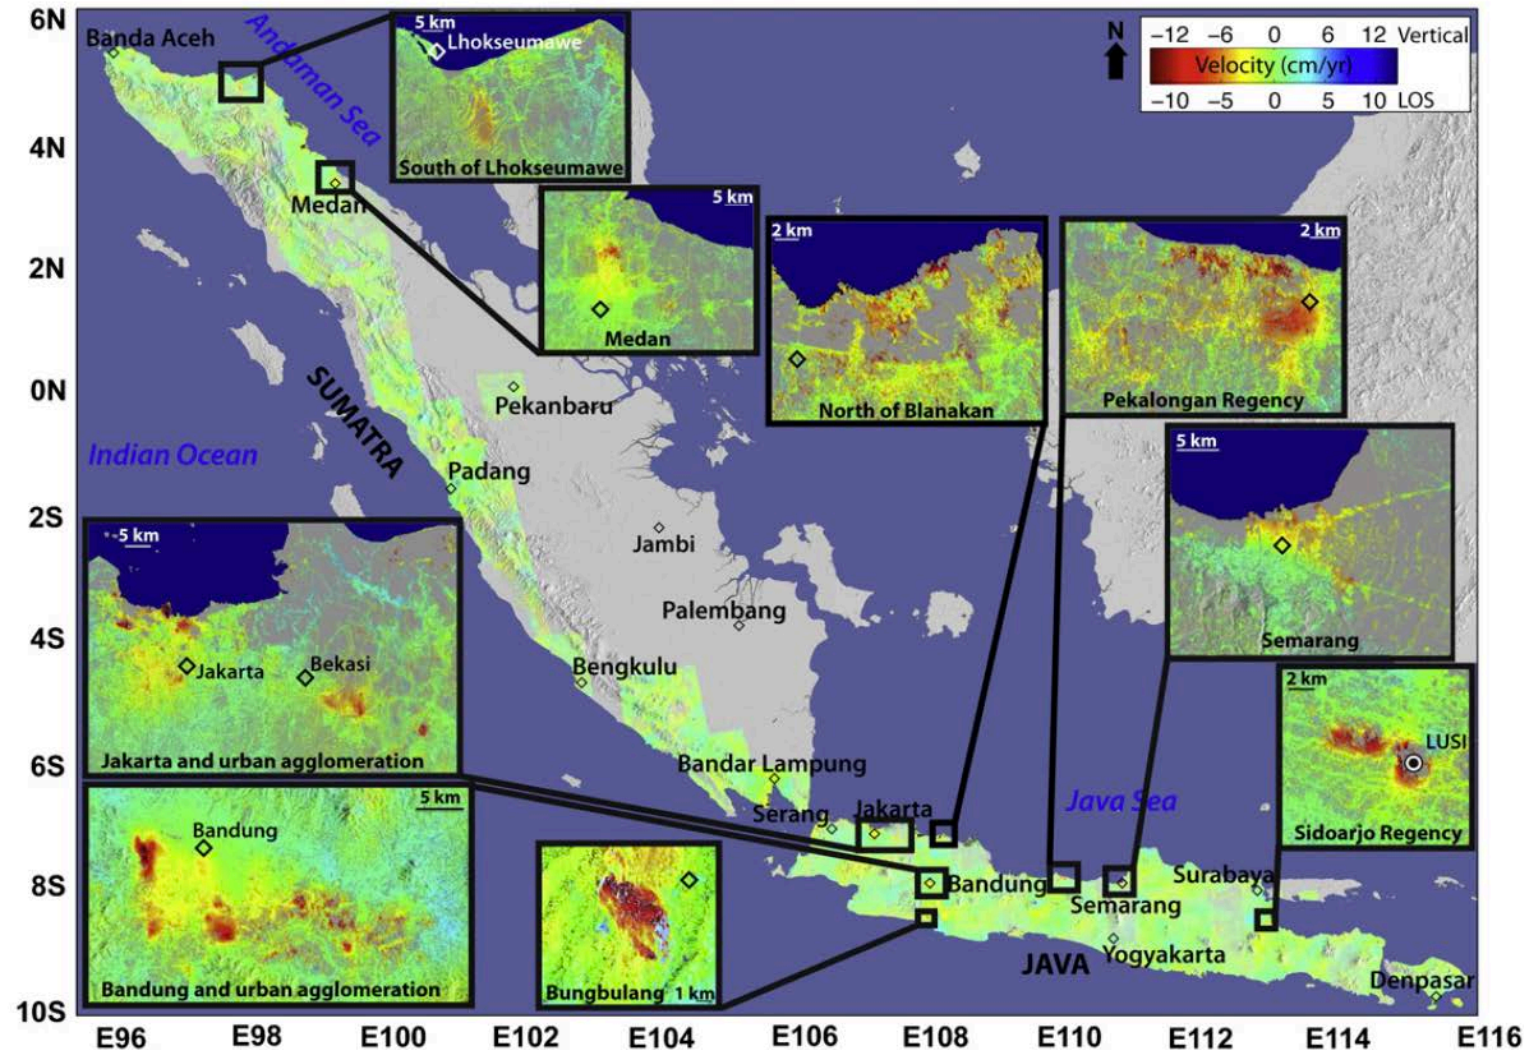 6N
4N
2N
0N
2S
4S
6S
8S
10S
E96
E98
E100
E102
E104
E106
E108
E110
E112
E114
E116
N
−12 −6 0 6 12 Vertical
Velocity (cm/yr)
−10 −5 0 5 10 LOS
Banda Aceh
Andaman Sea
5 km
Lhokseumawe
South of Lhokseumawe
Medan
5 km
Medan
2 km
North of Blanakan
2 km
Pekalongan Regency
SUMATRA
Pekanbaru
Indian Ocean
Padang
5 km
Semarang
Jambi
Palembang
5 km
Jakarta
Bekasi
Jakarta and urban agglomeration
Bengkulu
2 km
LUSI
Sidoarjo Regency
Bandar Lampung
Serang
Jakarta
Java Sea
5 km
Bandung
Bandung and urban agglomeration
Bungbulang 1 km
Bandung
Semarang
Surabaya
Yogyakarta
JAVA
Denpasar